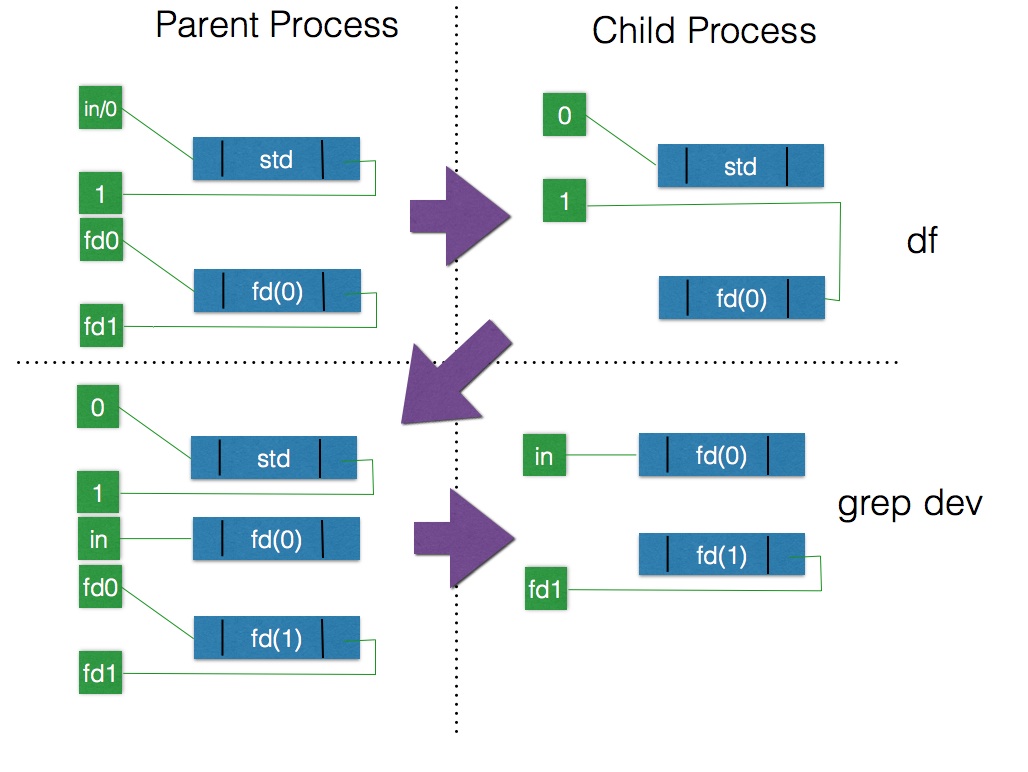 Parent Process
Child Process
in/0
std
1
fd0
fd(0)
fd1
0
std
1
fd(0)
df
0
std
1
in
fd(0)
fd0
fd(1)
fd1
in
fd(0)
grep dev
fd(1)
fd1